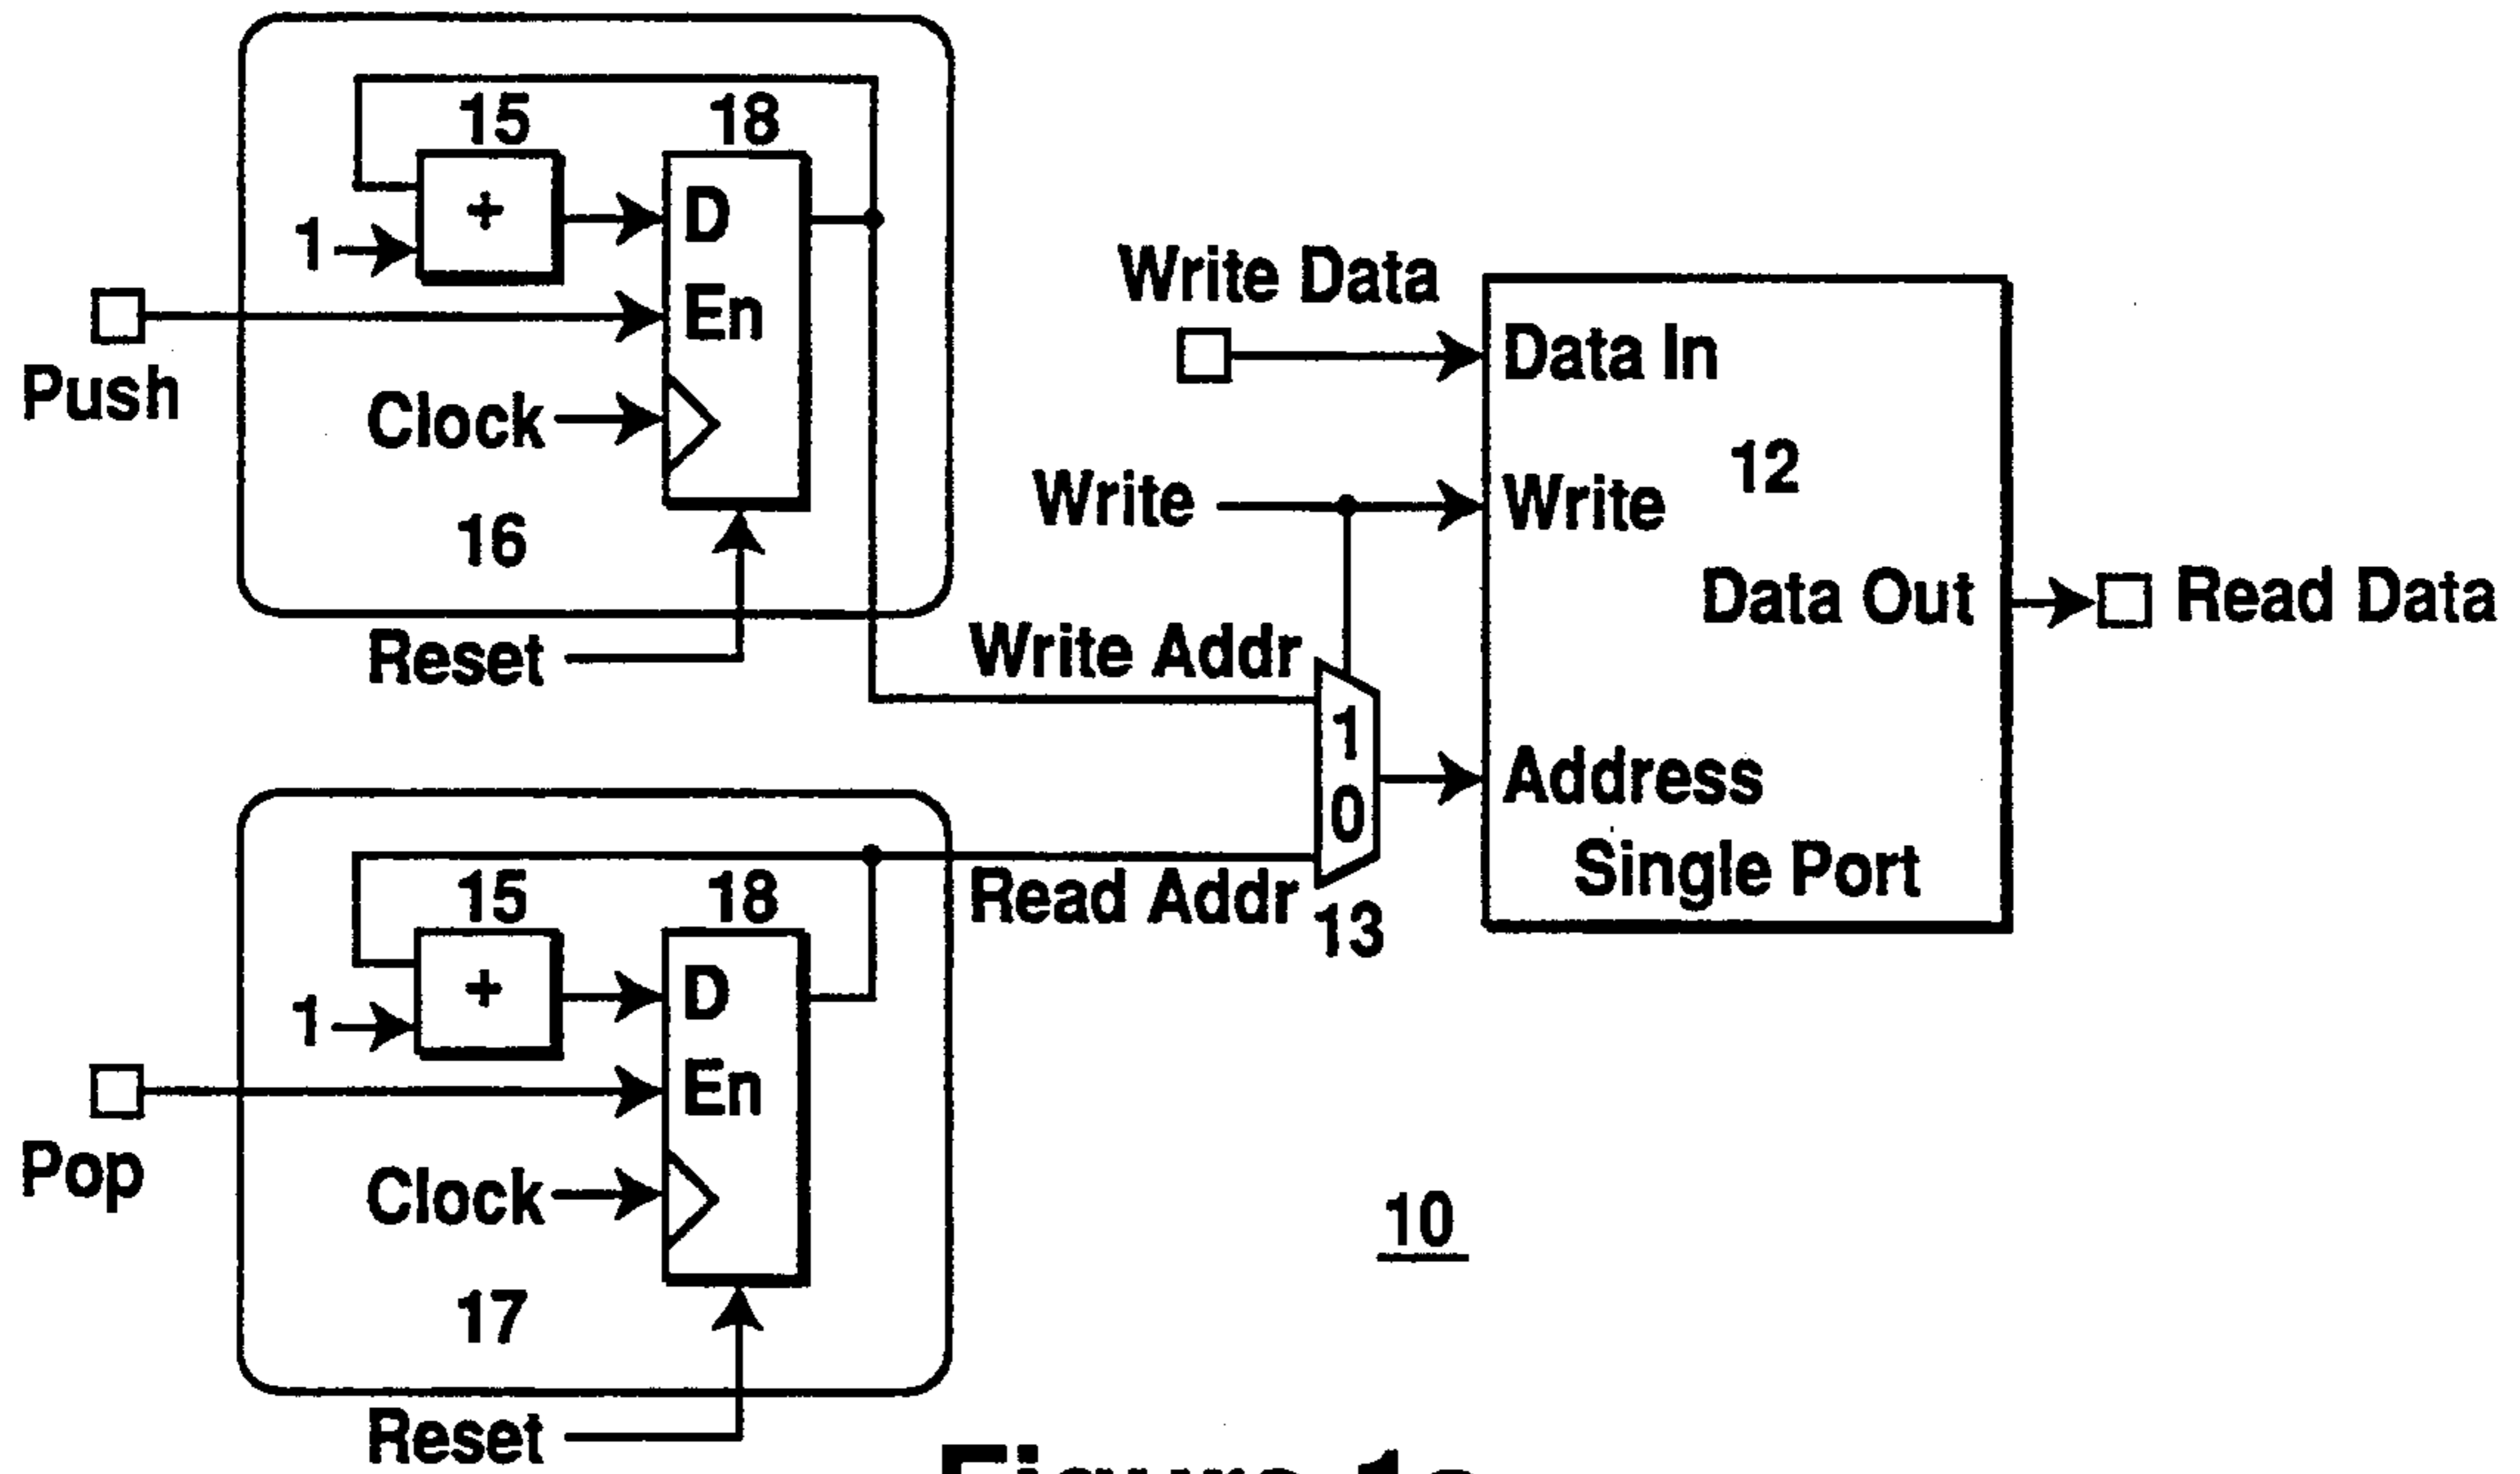 15
18
+
D
1
En
Push
Clock
16
Reset
Write Data
Data In
12
Write
Write
Data Out
Read Data
Write Addr
1
0
Address
Single Port
Read Addr
13
15
18
+
D
1
En
Pop
Clock
17
Reset
10